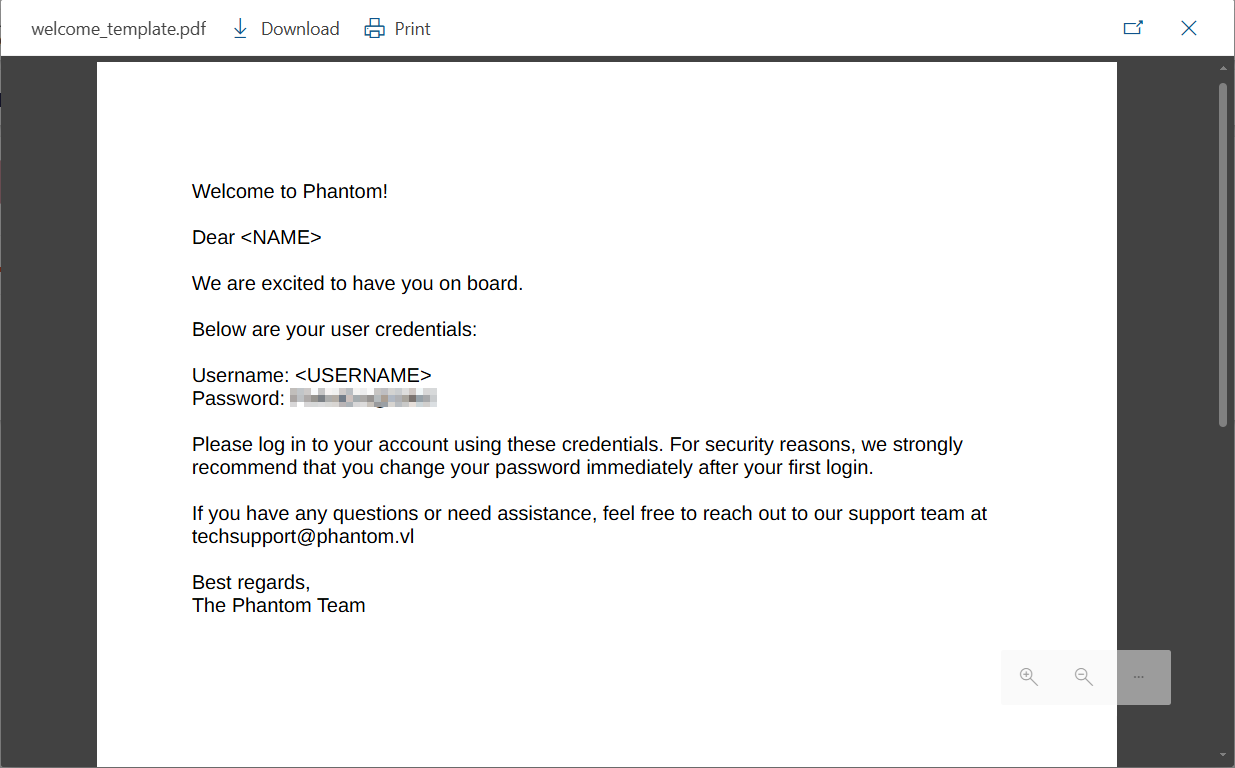 welcome_template.pdf Download Print
Welcome to Phantom!
Dear <NAME>
We are excited to have you on board.
Below are your user credentials:
Username: <USERNAME>
Password:
Please log in to your account using these credentials. For security reasons, we strongly
recommend that you change your password immediately after your first login.
If you have any questions or need assistance, feel free to reach out to our support team at
techsupport@phantom.vl
Best regards,
The Phantom Team